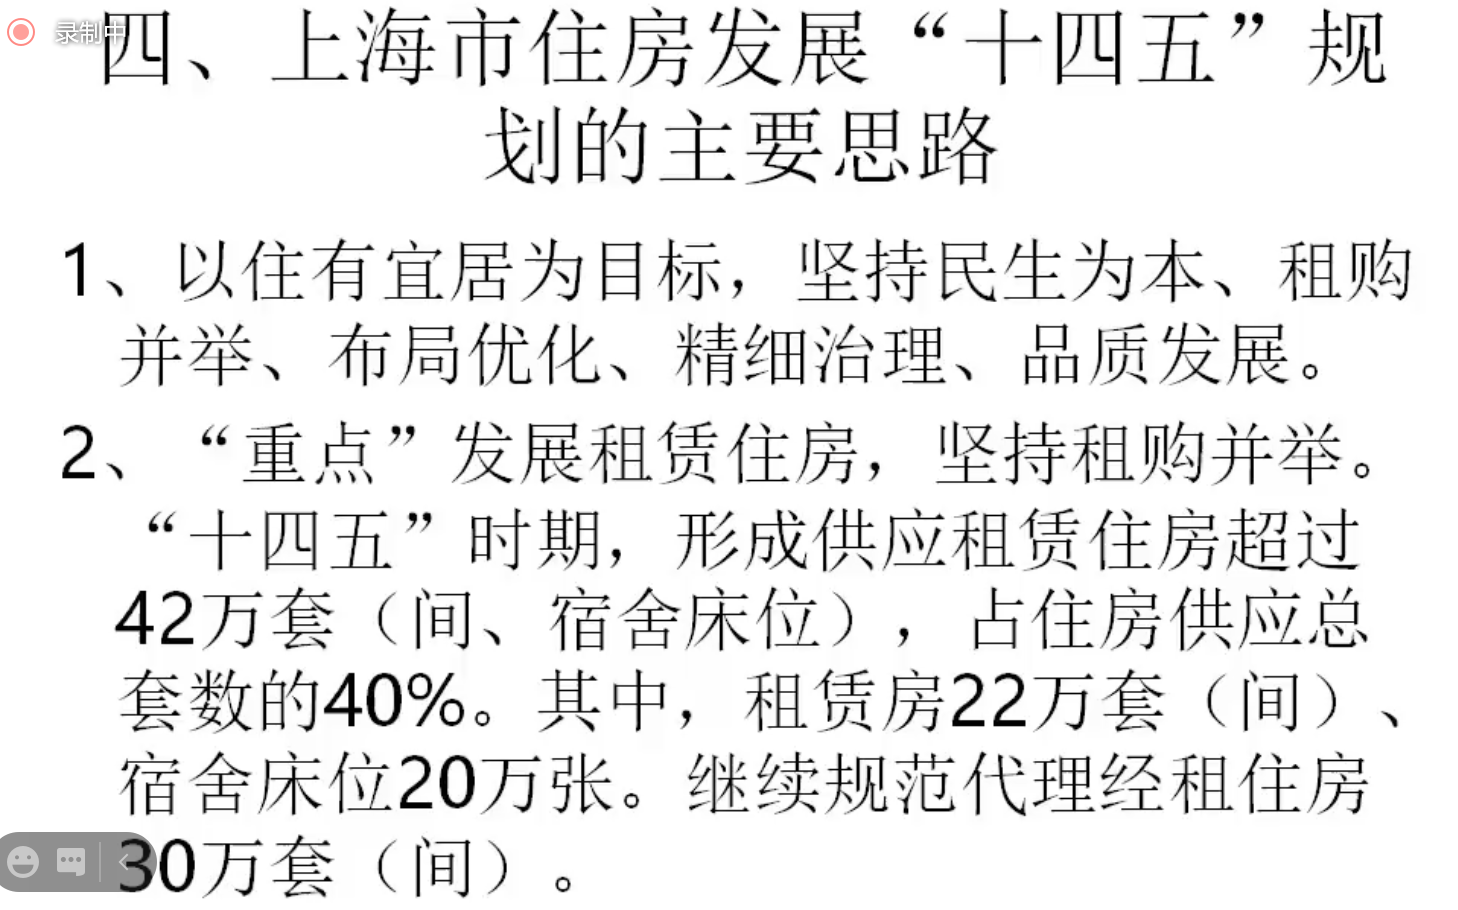 录制中
四、上海市住房发展“十四五”规
划的主要思路
1、以住有宜居为目标，坚持民生为本、租购
并举、布局优化、精细治理、品质发展。
2、“重点”发展租赁住房，坚持租购并举。
“十四五”时期，形成供应租赁住房超过
42万套（间、宿舍床位），占住房供应总
套数的40%。其中，租赁房22万套（间）、
宿舍床位20万张。继续规范代理经租住房
30万套（间）。